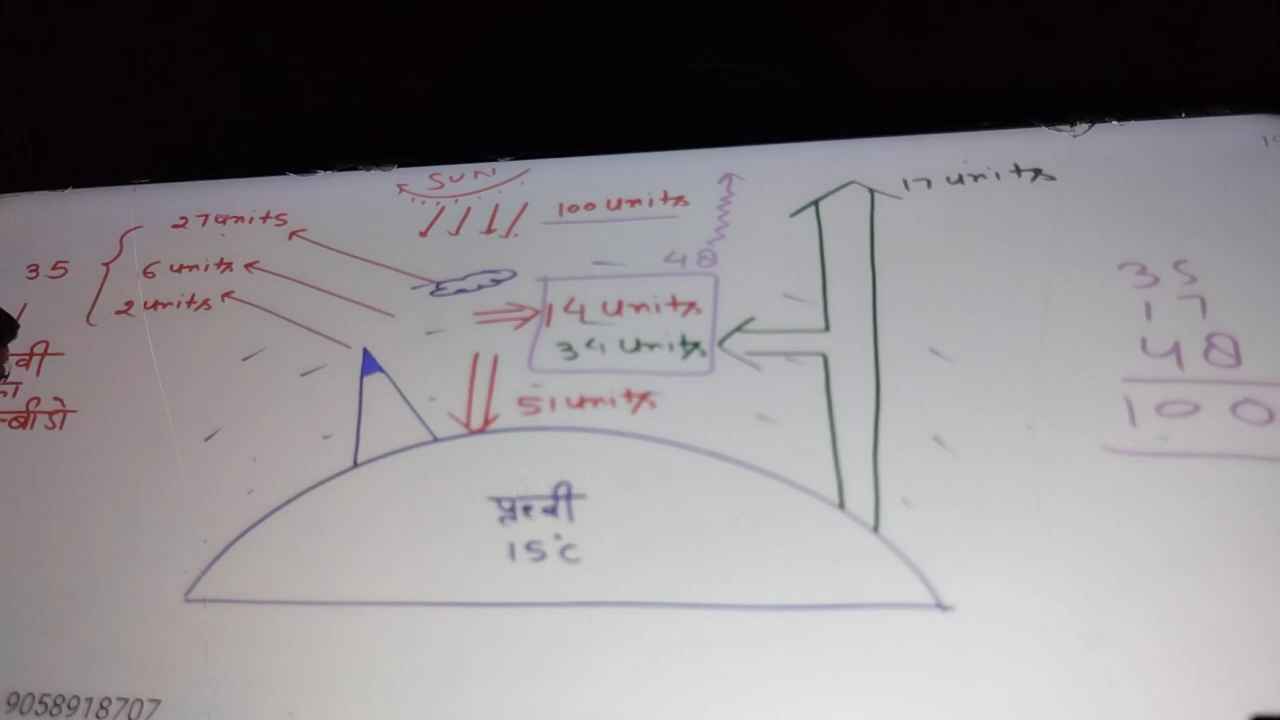 SUN
100 units
17 units
27 units
6 units
2 units
35
वी
का
बीडो
48
14 units
34 units
51 units
पृथ्वी
15°C
35
17
48
100
9058918707